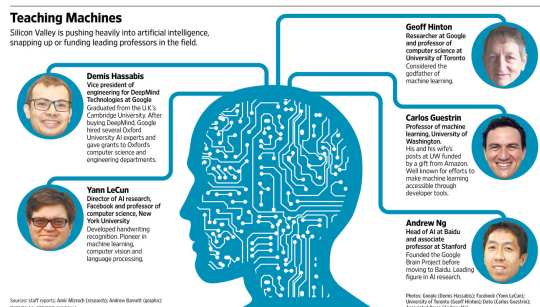 Teaching Machines
Silicon Valley is pushing heavily into artificial intelligence,
snapping up or funding leading professors in the field.
Demis Hassabis
Vice president of
engineering for DeepMind
Technologies at Google
Graduated from the U.K.'s
Cambridge University. After
buying DeepMind, Google
hired several Oxford
University AI experts and
gave grants to Oxford's
computer science and
engineering departments.
Yann LeCun
Director of AI research,
Facebook and professor of
computer science, New
York University
Developed handwriting
recognition. Pioneer in
machine learning,
computer vision and
language processing.
Geoff Hinton
Researcher at Google
and professor of
computer science at
University of Toronto
Considered the
godfather of
machine learning.
Carlos Guestrin
Professor of machine
learning, University of
Washington.
His and his wife's
posts at UW funded
by a gift from Amazon.
Well known for efforts to
make machine learning
accessible through
developer tools.
Andrew Ng
Head of AI at Baidu
and associate
professor at Stanford
Founded the Google
Brain Project before
moving to Baidu. Leading
figure in AI research.
Sources: staff reports; Amir Mizroch (research); Andrew Barnett (graphic)
Photos: Google (Demis Hassabis); Facebook (Yann LeCun);
University of Toronto (Geoff Hinton); Dato (Carlos Guestrin);